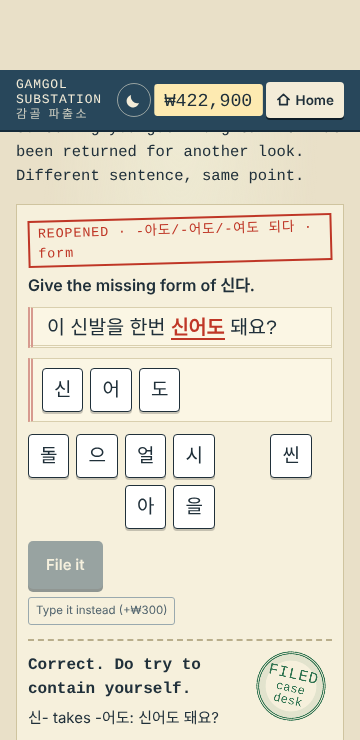 GAMGOL
SUBSTATION
감골 파출소
₩422,900
Home
been returned for another look.
Different sentence, same point.
REOPENED · -아도/-어도/-여도 되다 ·
form
Give the missing form of 신다.
이 신발을 한번 신어도 돼요?
신 어 도
돌 으 얼 시 씬
아 을
File it
Type it instead (+₩300)
Correct. Do try to
contain yourself.
FILED
case
desk
신- takes -어도: 신어도 돼요?